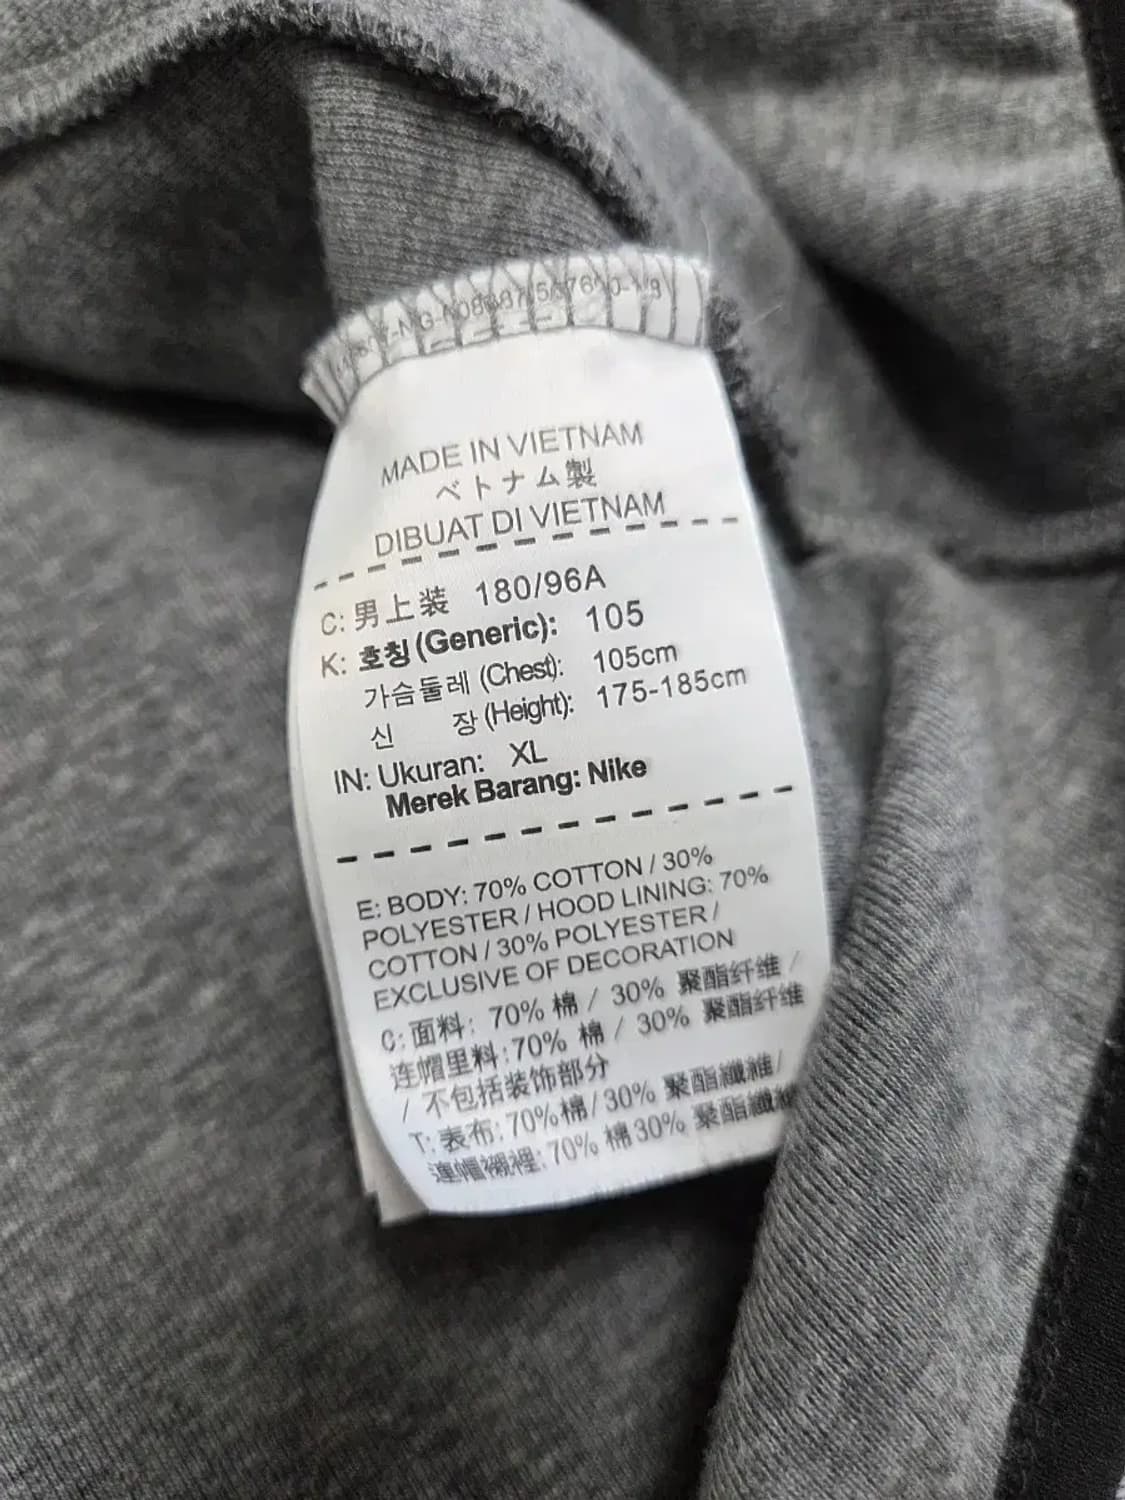 MADE IN VIETNAM
ベトナム製
DIBUAT DI VIETNAM
C: 男上装 180/96A
K: 호칭 (Generic): 105
가슴둘레 (Chest): 105cm
신 장 (Height): 175-185cm
IN: Ukuran: XL
Merek Barang: Nike
E: BODY: 70% COTTON / 30%
POLYESTER / HOOD LINING: 70%
COTTON / 30% POLYESTER /
EXCLUSIVE OF DECORATION
C: 面料: 70% 棉 / 30% 聚酯纤维 /
连帽里料: 70% 棉 / 30% 聚酯纤维
/ 不包括装饰部分
T: 表布: 70% 棉/ 30% 聚酯纖維/
連帽襯裡: 70% 棉 30% 聚酯纖維